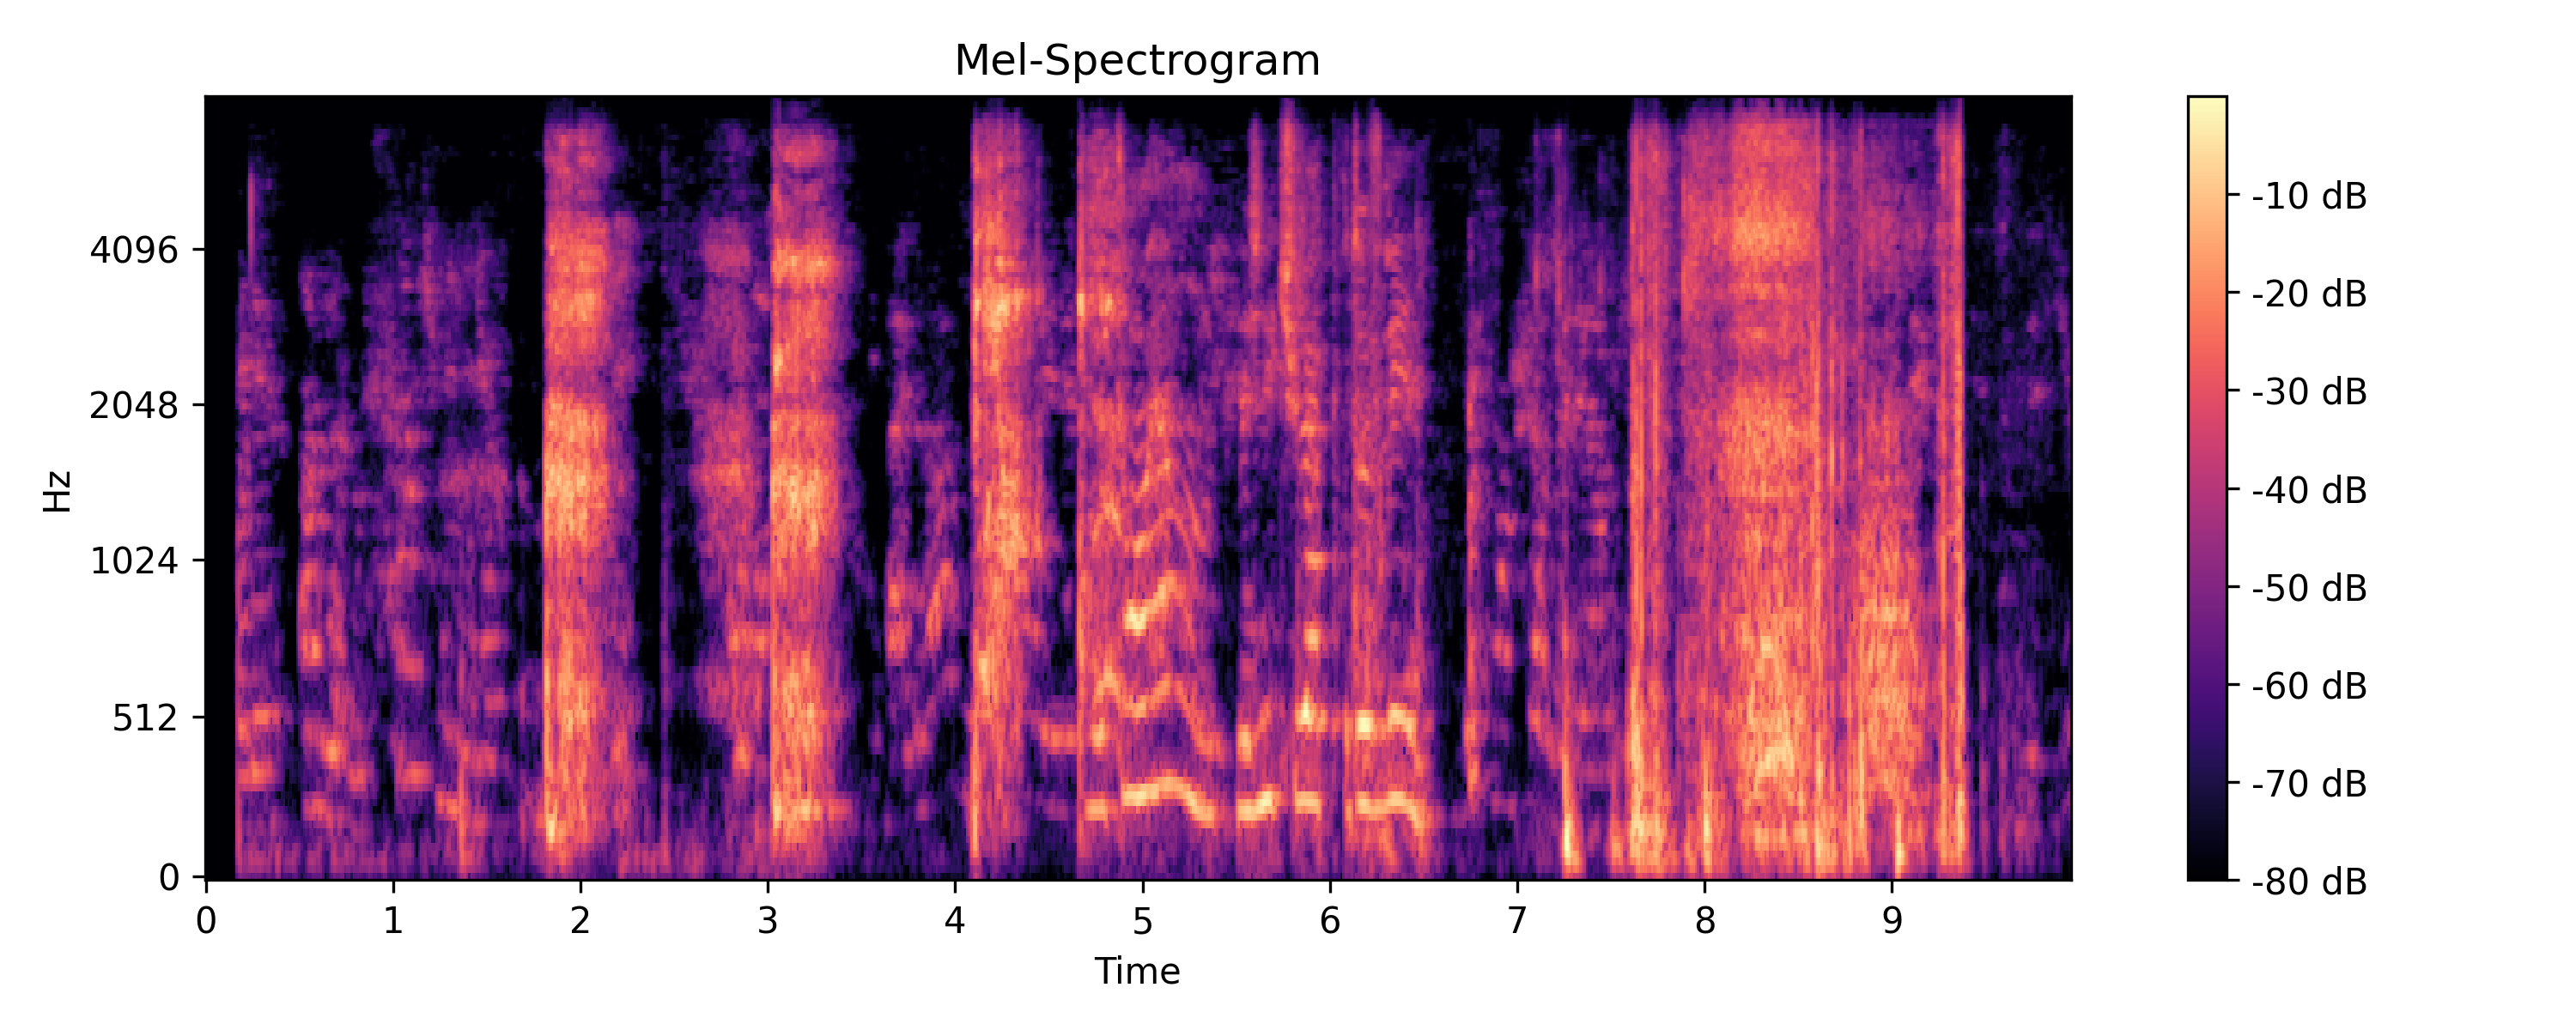 Mel-Spectrogram
Hz
4096
2048
1024
512
0
0 1 2 3 4 5 6 7 8 9
Time
-10 dB
-20 dB
-30 dB
-40 dB
-50 dB
-60 dB
-70 dB
-80 dB